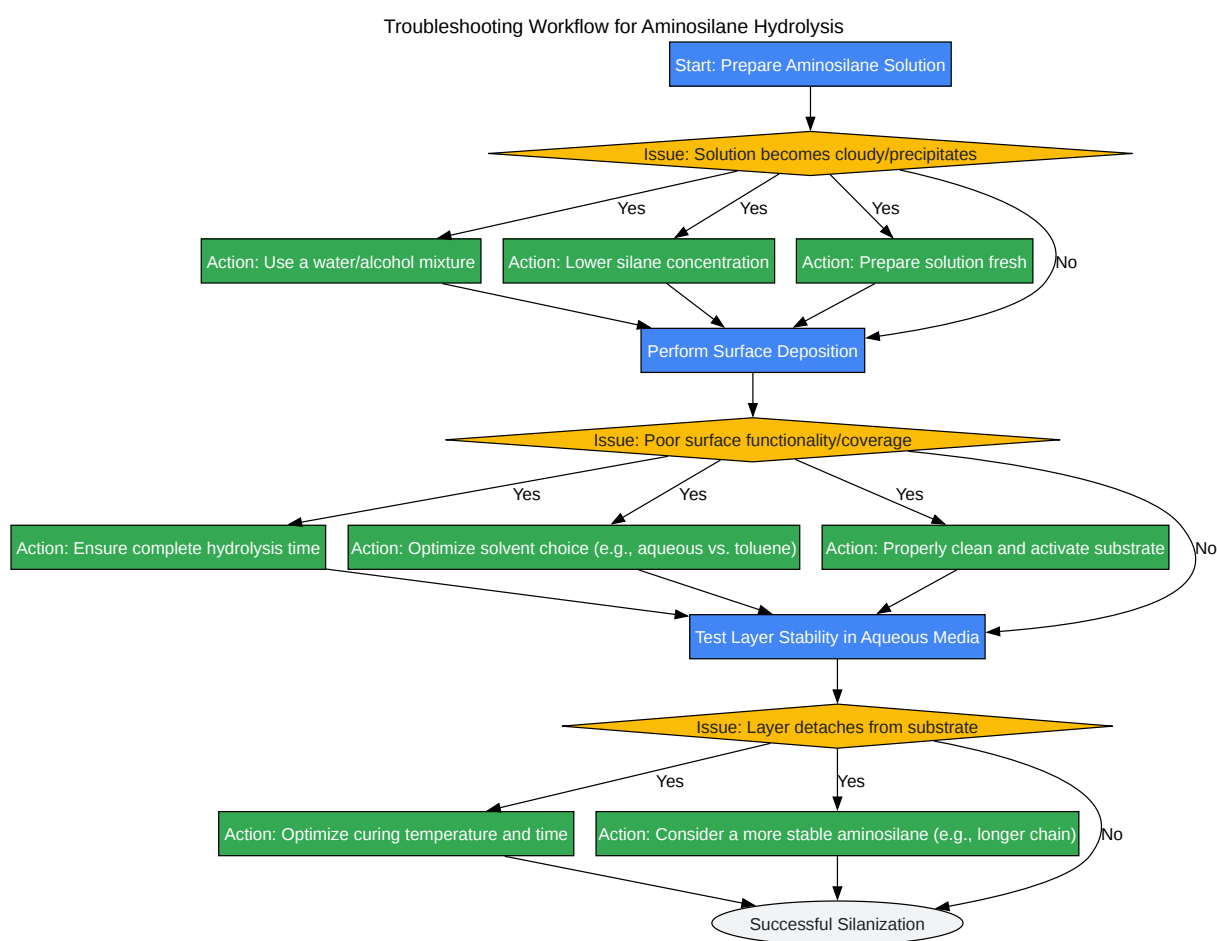 Troubleshooting Workflow for Aminosilane Hydrolysis
Start: Prepare Aminosilane Solution
Issue: Solution becomes cloudy/precipitates
Yes
Yes
Yes
No
Action: Use a water/alcohol mixture
Action: Lower silane concentration
Action: Prepare solution fresh
Perform Surface Deposition
Issue: Poor surface functionality/coverage
Yes
Yes
Yes
No
Action: Ensure complete hydrolysis time
Action: Optimize solvent choice (e.g., aqueous vs. toluene)
Action: Properly clean and activate substrate
Test Layer Stability in Aqueous Media
Issue: Layer detaches from substrate
Yes
Yes
No
Action: Optimize curing temperature and time
Action: Consider a more stable aminosilane (e.g., longer chain)
Successful Silanization